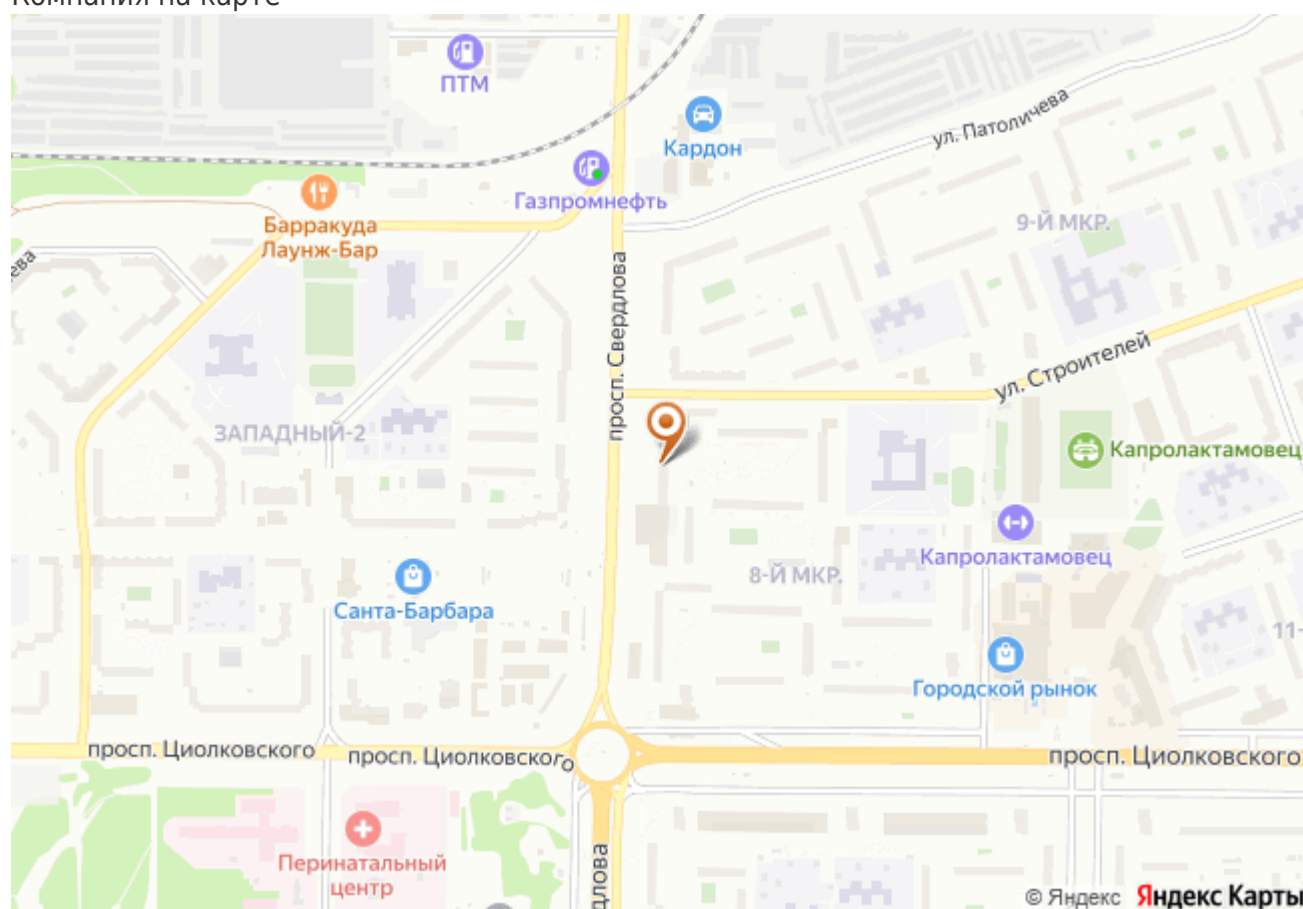 Компания на карте
ПТМ
Кардон
ул. Патоличева
Газпромнефть
Барракуда
Лаунж-Бар
9-Й МКР.
ева
просп. Свердлова
ул. Строителей
ЗАПАДНЫЙ-2
Капролактамовец
Капролактамовец
8-Й МКР.
Санта-Барбара
11-
Городской рынок
просп. Циолковского
просп. Циолковского
просп. Циолковского
Перинатальный
центр
длова
© Яндекс Яндекс Карты